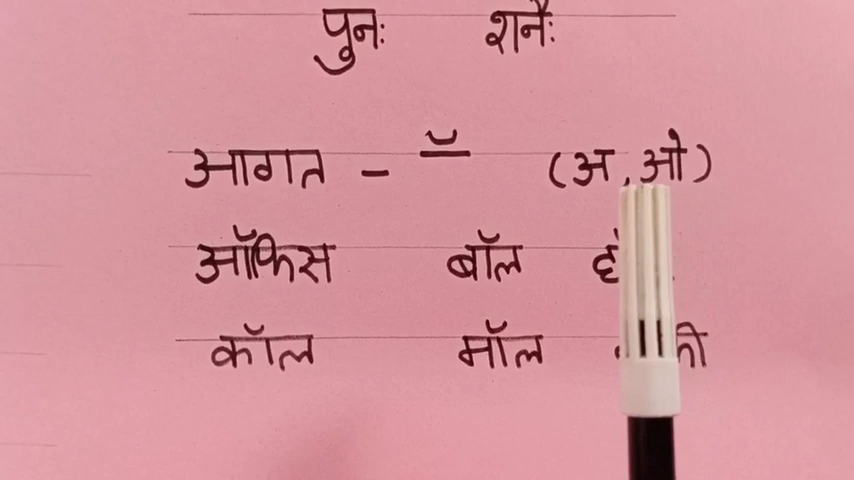 पुनः शनैः
आगत - ॅ (अ, ओ)
ऑफिस बॉल
कॉल मॉल